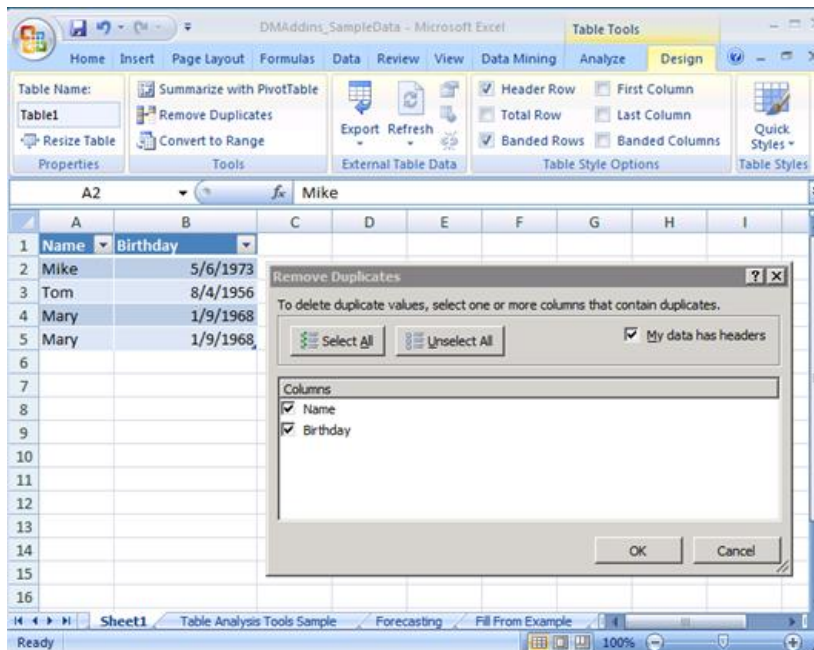 DMAddins_SampleData - Microsoft Excel
Table Tools
Home Insert Page Layout Formulas Data Review View Data Mining Analyze Design
Table Name:
Table1
Resize Table
Properties
Summarize with PivotTable
Remove Duplicates
Convert to Range
Tools
Export Refresh
External Table Data
Header Row First Column
Total Row Last Column
Banded Rows Banded Columns
Table Style Options
Quick
Styles
Table Styles
A2 fx Mike
A B C D E F G H I
1 Name Birthday
2 Mike 5/6/1973
3 Tom 8/4/1956
4 Mary 1/9/1968
5 Mary 1/9/1968
6
7
8
9
10
11
12
13
14
15
16
Remove Duplicates
To delete duplicate values, select one or more columns that contain duplicates.
Select All Unselect All My data has headers
Columns
Name
Birthday
OK Cancel
Sheet1 Table Analysis Tools Sample Forecasting Fill From Example
Ready 100%